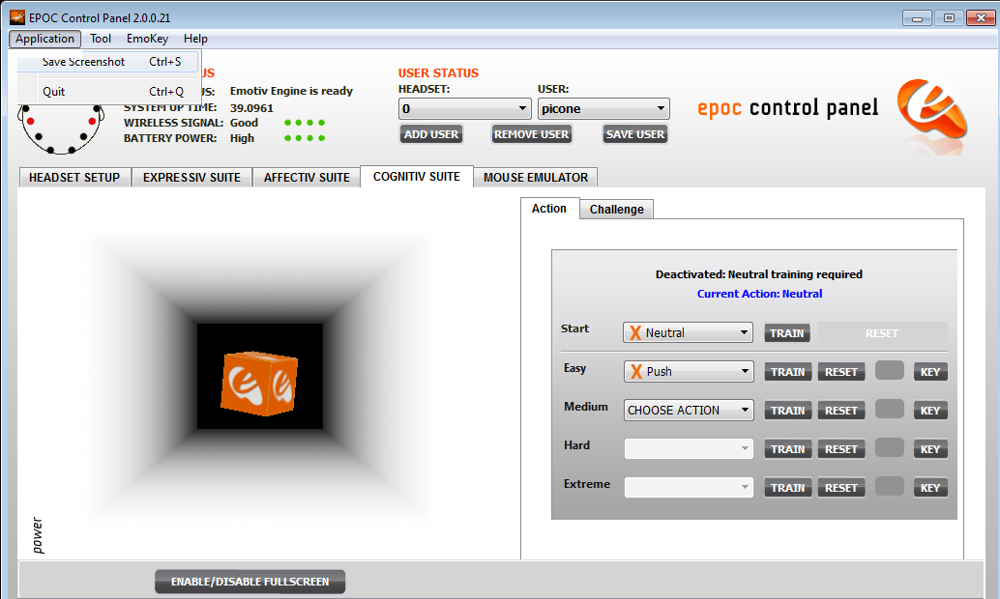 EPOC Control Panel 2.0.0.21
Application Tool EmoKey Help
Save Screenshot Ctrl+S
Quit Ctrl+Q
US
US: Emotiv Engine is ready
SYSTEM UP TIME: 39.0961
WIRELESS SIGNAL: Good
BATTERY POWER: High
USER STATUS
HEADSET: USER:
0 picone
ADD USER REMOVE USER SAVE USER
epoc control panel
HEADSET SETUP EXPRESSIV SUITE AFFECTIV SUITE COGNITIV SUITE MOUSE EMULATOR
Action Challenge
Deactivated: Neutral training required
Current Action: Neutral
Start X Neutral TRAIN RESET
Easy X Push TRAIN RESET KEY
Medium CHOOSE ACTION TRAIN RESET KEY
Hard TRAIN RESET KEY
Extreme TRAIN RESET KEY
power
ENABLE/DISABLE FULLSCREEN